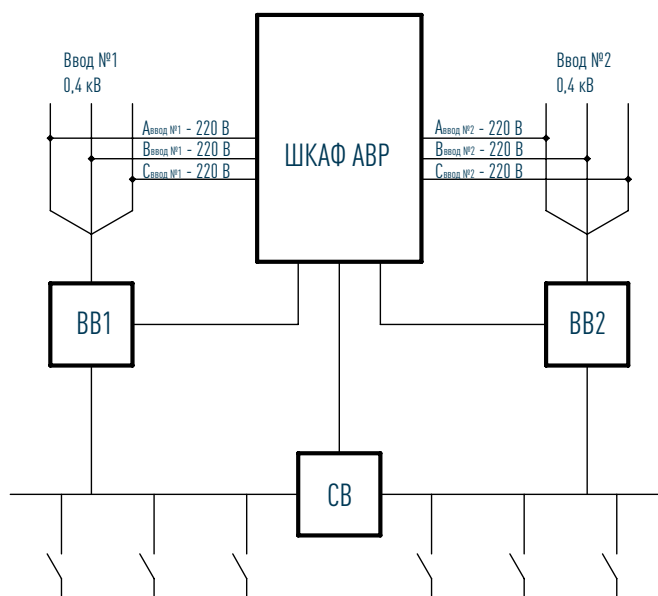 Ввод №1
0,4 кВ
Ввод №2
0,4 кВ
Aввод №1 - 220 В
Bввод №1 - 220 В
Cввод №1 - 220 В
ШКАФ АВР
Aввод №2 - 220 В
Bввод №2 - 220 В
Cввод №2 - 220 В
ВВ1
ВВ2
СВ